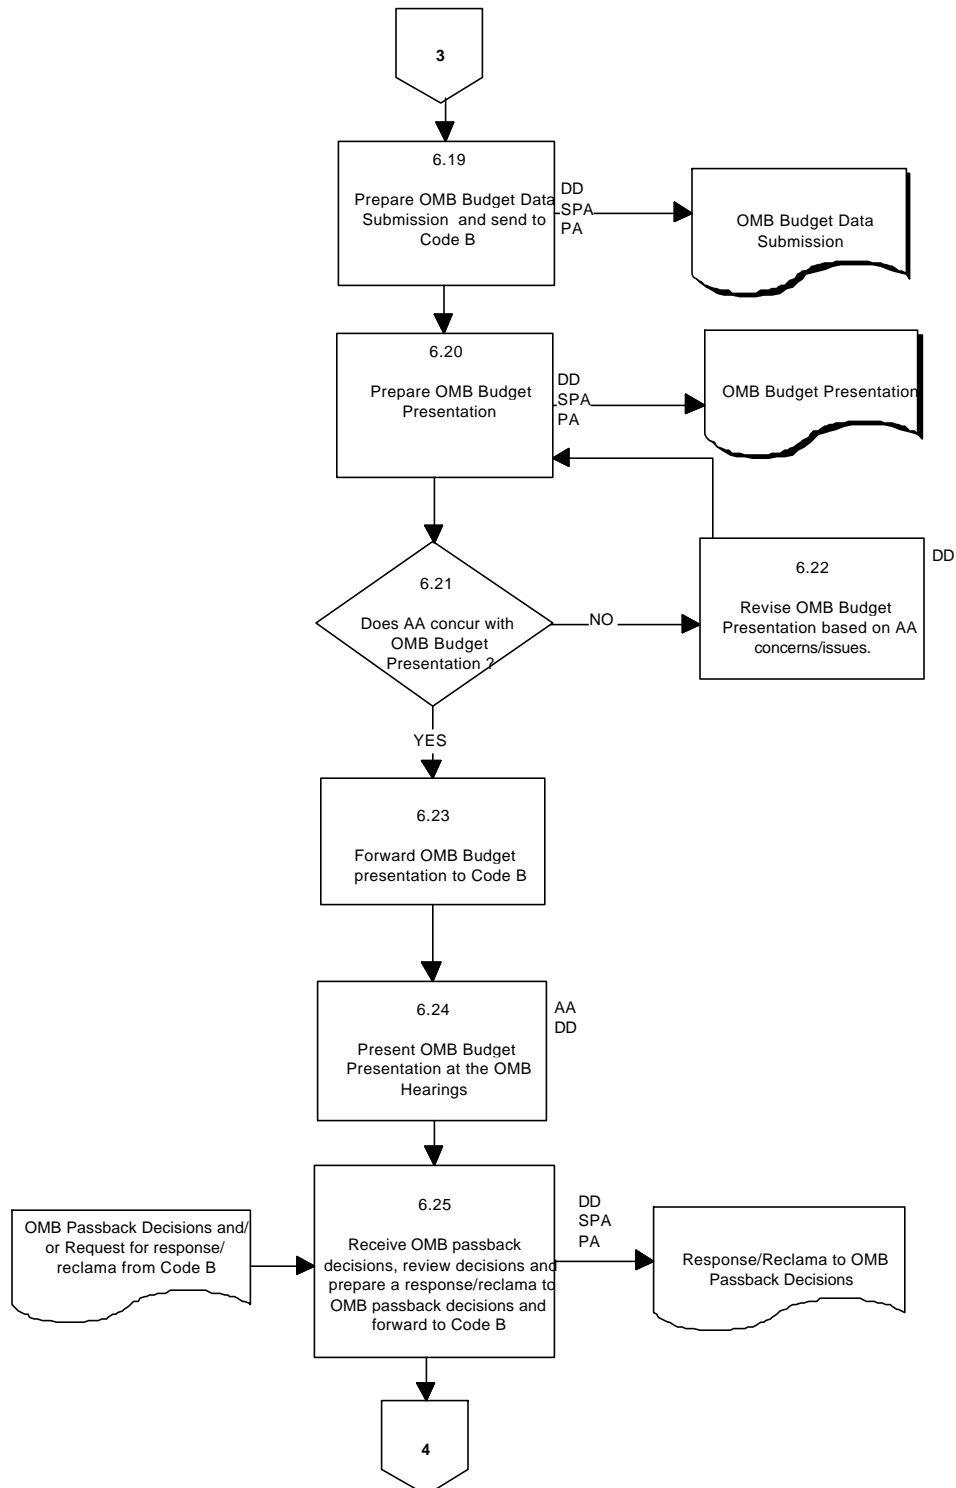 3
6.19
Prepare OMB Budget Data
Submission and send to
Code B
DD
SPA
PA
OMB Budget Data
Submission
6.20
Prepare OMB Budget
Presentation
DD
SPA
PA
OMB Budget Presentation
6.21
Does AA concur with
OMB Budget
Presentation ?
NO
6.22
Revise OMB Budget
Presentation based on AA
concerns/issues.
DD
YES
6.23
Forward OMB Budget
presentation to Code B
6.24
Present OMB Budget
Presentation at the OMB
Hearings
AA
DD
OMB Passback Decisions and/
or Request for response/
reclama from Code B
6.25
Receive OMB passback
decisions, review decisions and
prepare a response/reclama to
OMB passback decisions and
forward to Code B
DD
SPA
PA
Response/Reclama to OMB
Passback Decisions
4